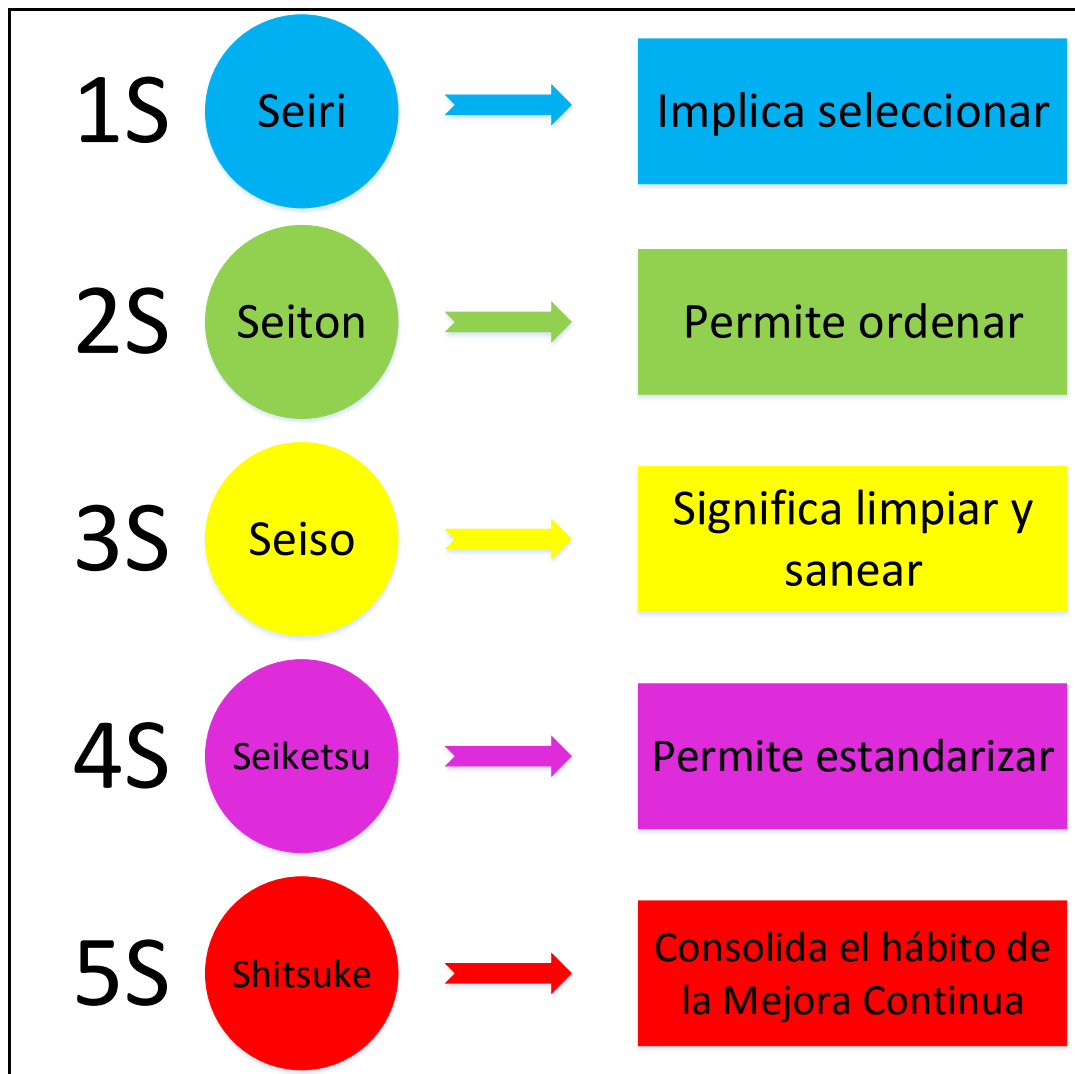 1S
Seiri
Implica seleccionar
2S
Seiton
Permite ordenar
3S
Seiso
Significa limpiar y
sanear
4S
Seiketsu
Permite estandarizar
5S
Shitsuke
Consolida el hábito de
la Mejora Continua